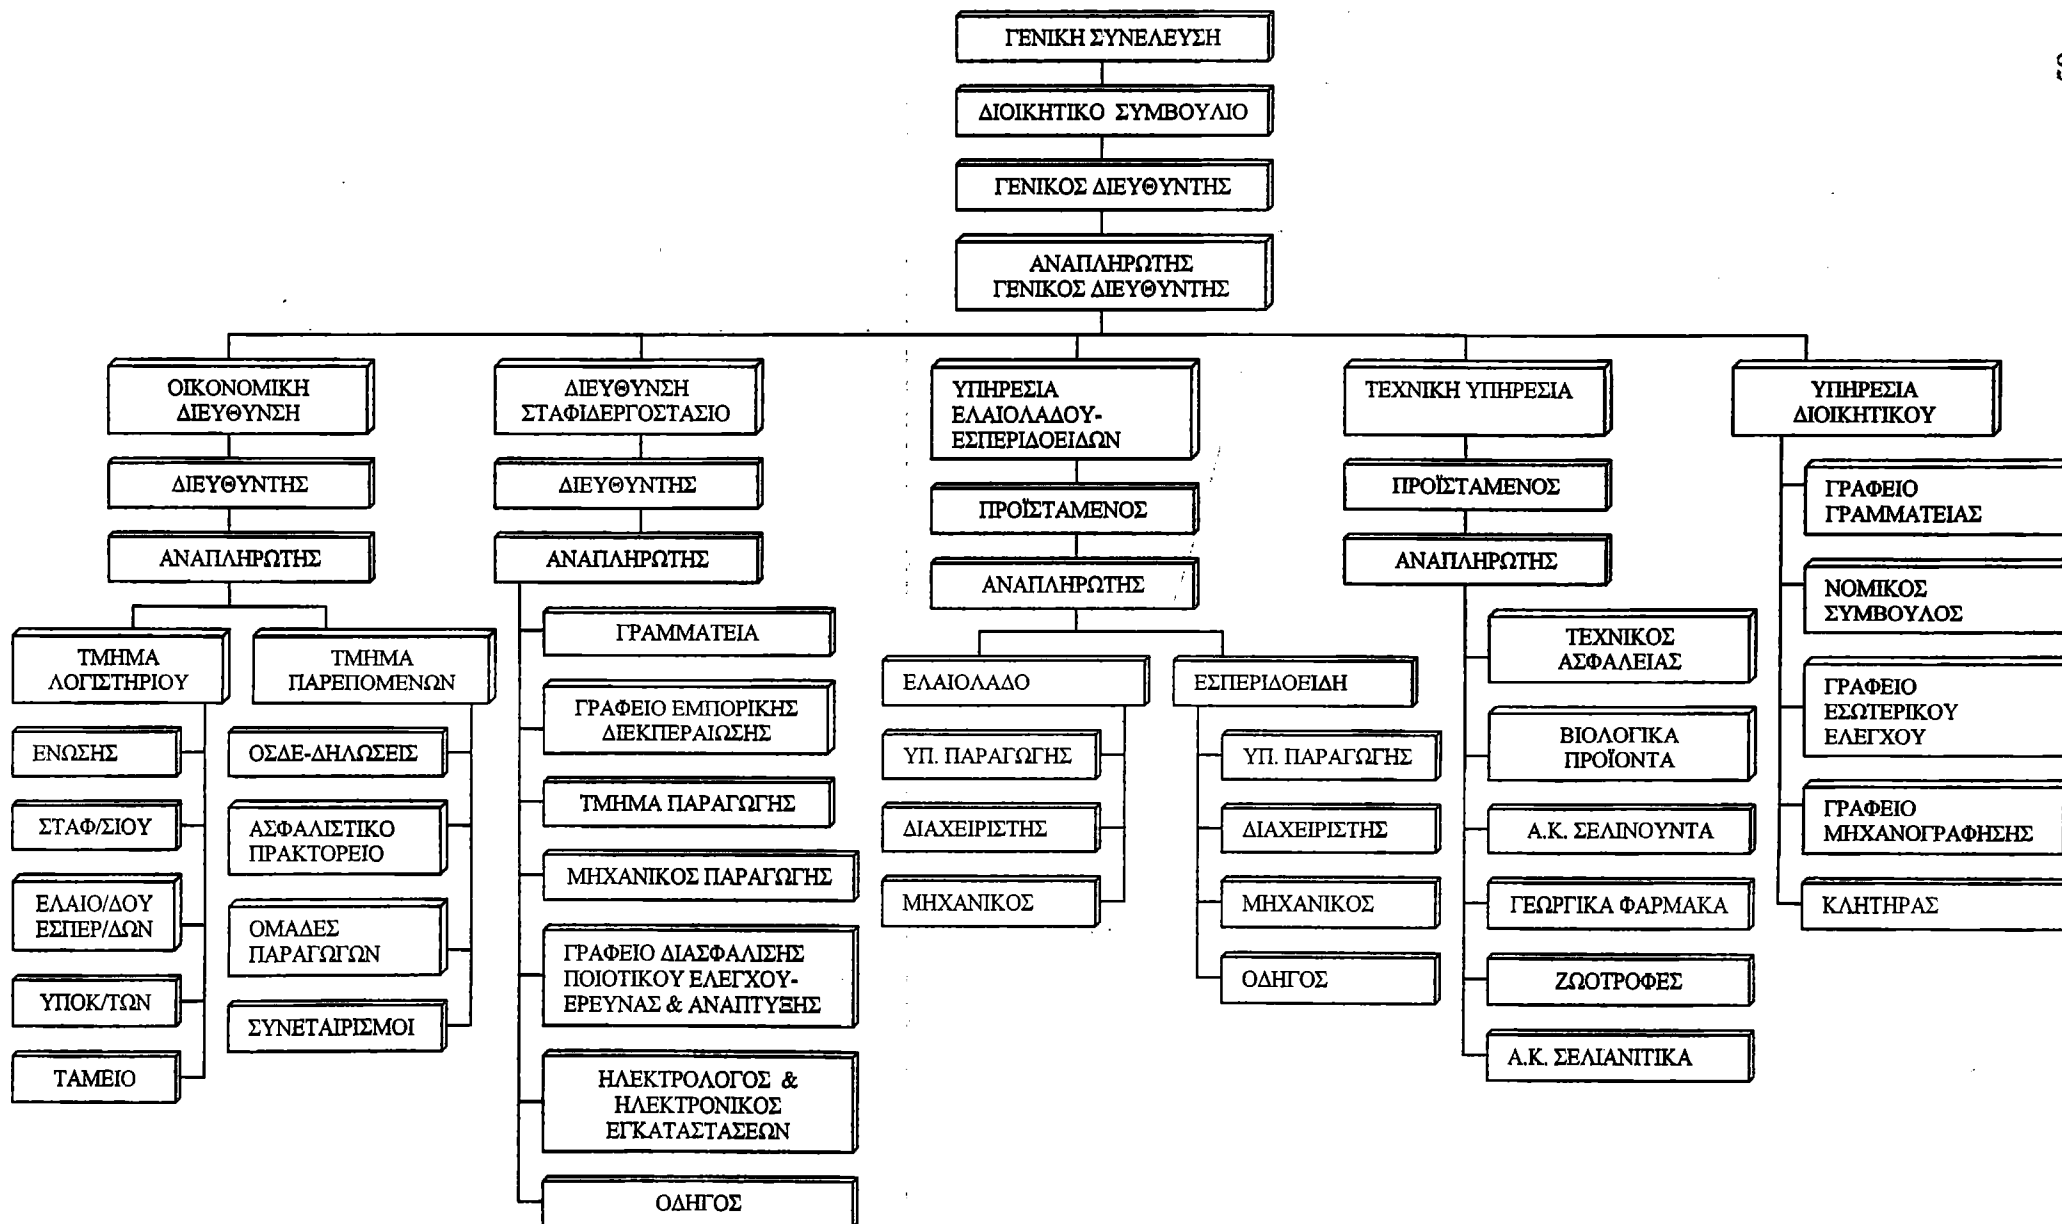 ΓΕΝΙΚΗ ΣΥΝΕΛΕΥΣΗ
ΔΙΟΙΚΗΤΙΚΟ ΣΥΜΒΟΥΛΙΟ
ΓΕΝΙΚΟΣ ΔΙΕΥΘΥΝΤΗΣ
ΑΝΑΠΛΗΡΩΤΗΣ
ΓΕΝΙΚΟΣ ΔΙΕΥΘΥΝΤΗΣ
ΟΙΚΟΝΟΜΙΚΗ
ΔΙΕΥΘΥΝΣΗ
ΔΙΕΥΘΥΝΤΗΣ
ΑΝΑΠΛΗΡΩΤΗΣ
ΤΜΗΜΑ
ΛΟΓΙΣΤΗΡΙΟΥ
ΕΝΩΣΗΣ
ΣΤΑΦ/ΣΙΟΥ
ΕΛΑΙΟ/ΔΟΥ
ΕΣΠΕΡ/ΔΩΝ
ΥΠΟΚ/ΤΩΝ
ΤΑΜΕΙΟ
ΤΜΗΜΑ
ΠΑΡΕΠΟΜΕΝΩΝ
ΟΣΔΕ-ΔΗΛΩΣΕΙΣ
ΑΣΦΑΛΙΣΤΙΚΟ
ΠΡΑΚΤΟΡΕΙΟ
ΟΜΑΔΕΣ
ΠΑΡΑΓΩΓΩΝ
ΣΥΝΕΤΑΙΡΙΣΜΟΙ
ΔΙΕΥΘΥΝΣΗ
ΣΤΑΦΙΔΕΡΓΟΣΤΑΣΙΟ
ΔΙΕΥΘΥΝΤΗΣ
ΑΝΑΠΛΗΡΩΤΗΣ
ΓΡΑΜΜΑΤΕΙΑ
ΓΡΑΦΕΙΟ ΕΜΠΟΡΙΚΗΣ
ΔΙΕΚΠΕΡΑΙΩΣΗΣ
ΤΜΗΜΑ ΠΑΡΑΓΩΓΗΣ
ΜΗΧΑΝΙΚΟΣ ΠΑΡΑΓΩΓΗΣ
ΓΡΑΦΕΙΟ ΔΙΑΣΦΑΛΙΣΗΣ
ΠΟΙΟΤΙΚΟΥ ΕΛΕΓΧΟΥ-
ΕΡΕΥΝΑΣ & ΑΝΑΠΤΥΞΗΣ
ΗΛΕΚΤΡΟΛΟΓΟΣ &
ΗΛΕΚΤΡΟΝΙΚΟΣ
ΕΓΚΑΤΑΣΤΑΣΕΩΝ
ΟΔΗΓΟΣ
ΥΠΗΡΕΣΙΑ
ΕΛΑΙΟΛΑΔΟΥ-
ΕΣΠΕΡΙΔΟΕΙΔΩΝ
ΠΡΟΪΣΤΑΜΕΝΟΣ
ΑΝΑΠΛΗΡΩΤΗΣ
ΕΛΑΙΟΛΑΔΟ
ΥΠ. ΠΑΡΑΓΩΓΗΣ
ΔΙΑΧΕΙΡΙΣΤΗΣ
ΜΗΧΑΝΙΚΟΣ
ΕΣΠΕΡΙΔΟΕΙΔΗ
ΥΠ. ΠΑΡΑΓΩΓΗΣ
ΔΙΑΧΕΙΡΙΣΤΗΣ
ΜΗΧΑΝΙΚΟΣ
ΟΔΗΓΟΣ
ΤΕΧΝΙΚΗ ΥΠΗΡΕΣΙΑ
ΠΡΟΪΣΤΑΜΕΝΟΣ
ΑΝΑΠΛΗΡΩΤΗΣ
ΤΕΧΝΙΚΟΣ
ΑΣΦΑΛΕΙΑΣ
ΒΙΟΛΟΓΙΚΑ
ΠΡΟΪΟΝΤΑ
Α.Κ. ΣΕΛΙΝΟΥΝΤΑ
ΓΕΩΡΓΙΚΑ ΦΑΡΜΑΚΑ
ΖΩΟΤΡΟΦΕΣ
Α.Κ. ΣΕΛΙΑΝΙΤΙΚΑ
ΥΠΗΡΕΣΙΑ
ΔΙΟΙΚΗΤΙΚΟΥ
ΓΡΑΦΕΙΟ
ΓΡΑΜΜΑΤΕΙΑΣ
ΝΟΜΙΚΟΣ
ΣΥΜΒΟΥΛΟΣ
ΓΡΑΦΕΙΟ
ΕΣΩΤΕΡΙΚΟΥ
ΕΛΕΓΧΟΥ
ΓΡΑΦΕΙΟ
ΜΗΧΑΝΟΓΡΑΦΗΣΗΣ
ΚΛΗΤΗΡΑΣ